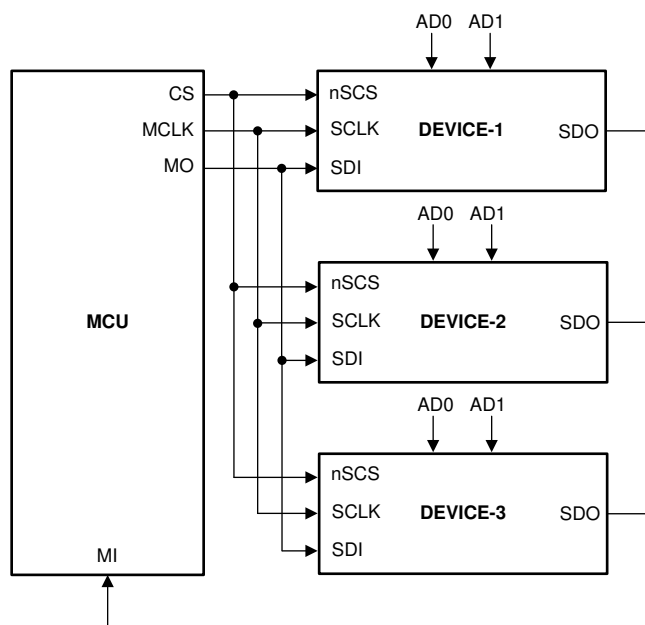 AD0 AD1
CS
MCLK
MO
nSCS
SCLK
SDI
DEVICE-1
SDO
AD0 AD1
MCU
nSCS
SCLK
SDI
DEVICE-2
SDO
AD0 AD1
nSCS
SCLK
SDI
DEVICE-3
SDO
MI